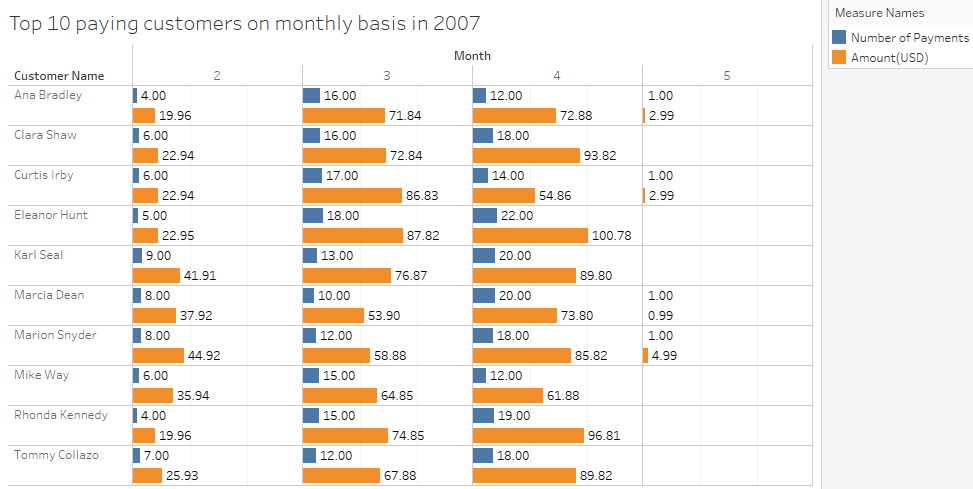 Top 10 paying customers on monthly basis in 2007
Measure Names
Number of Payments
Amount(USD)
Month
Customer Name 2 3 4 5
Ana Bradley 4.00 16.00 12.00 1.00
19.96 71.84 72.88 2.99
Clara Shaw 6.00 16.00 18.00
22.94 72.84 93.82
Curtis Irby 6.00 17.00 14.00 1.00
22.94 86.83 54.86 2.99
Eleanor Hunt 5.00 18.00 22.00
22.95 87.82 100.78
Karl Seal 9.00 13.00 20.00
41.91 76.87 89.80
Marcia Dean 8.00 10.00 20.00 1.00
37.92 53.90 73.80 0.99
Marion Snyder 8.00 12.00 18.00 1.00
44.92 58.88 85.82 4.99
Mike Way 6.00 15.00 12.00
35.94 64.85 61.88
Rhonda Kennedy 4.00 15.00 19.00
19.96 74.85 96.81
Tommy Collazo 7.00 12.00 18.00
25.93 67.88 89.82